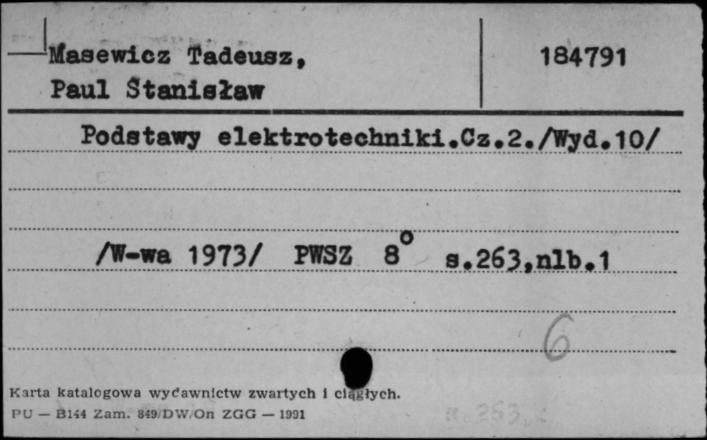 Masewicz Tadeusz,
184791
Paul Stanisław
Podstawy elektrotechniki.Cz.2./Wyd.10/
/W-wa 1973/ PWSZ 8° s.263,nlb.1
6
Karta katalogowa wydawnictw zwartych i ciągłych.
PU — B144 Zam. 849/DW/On ZGG — 1991